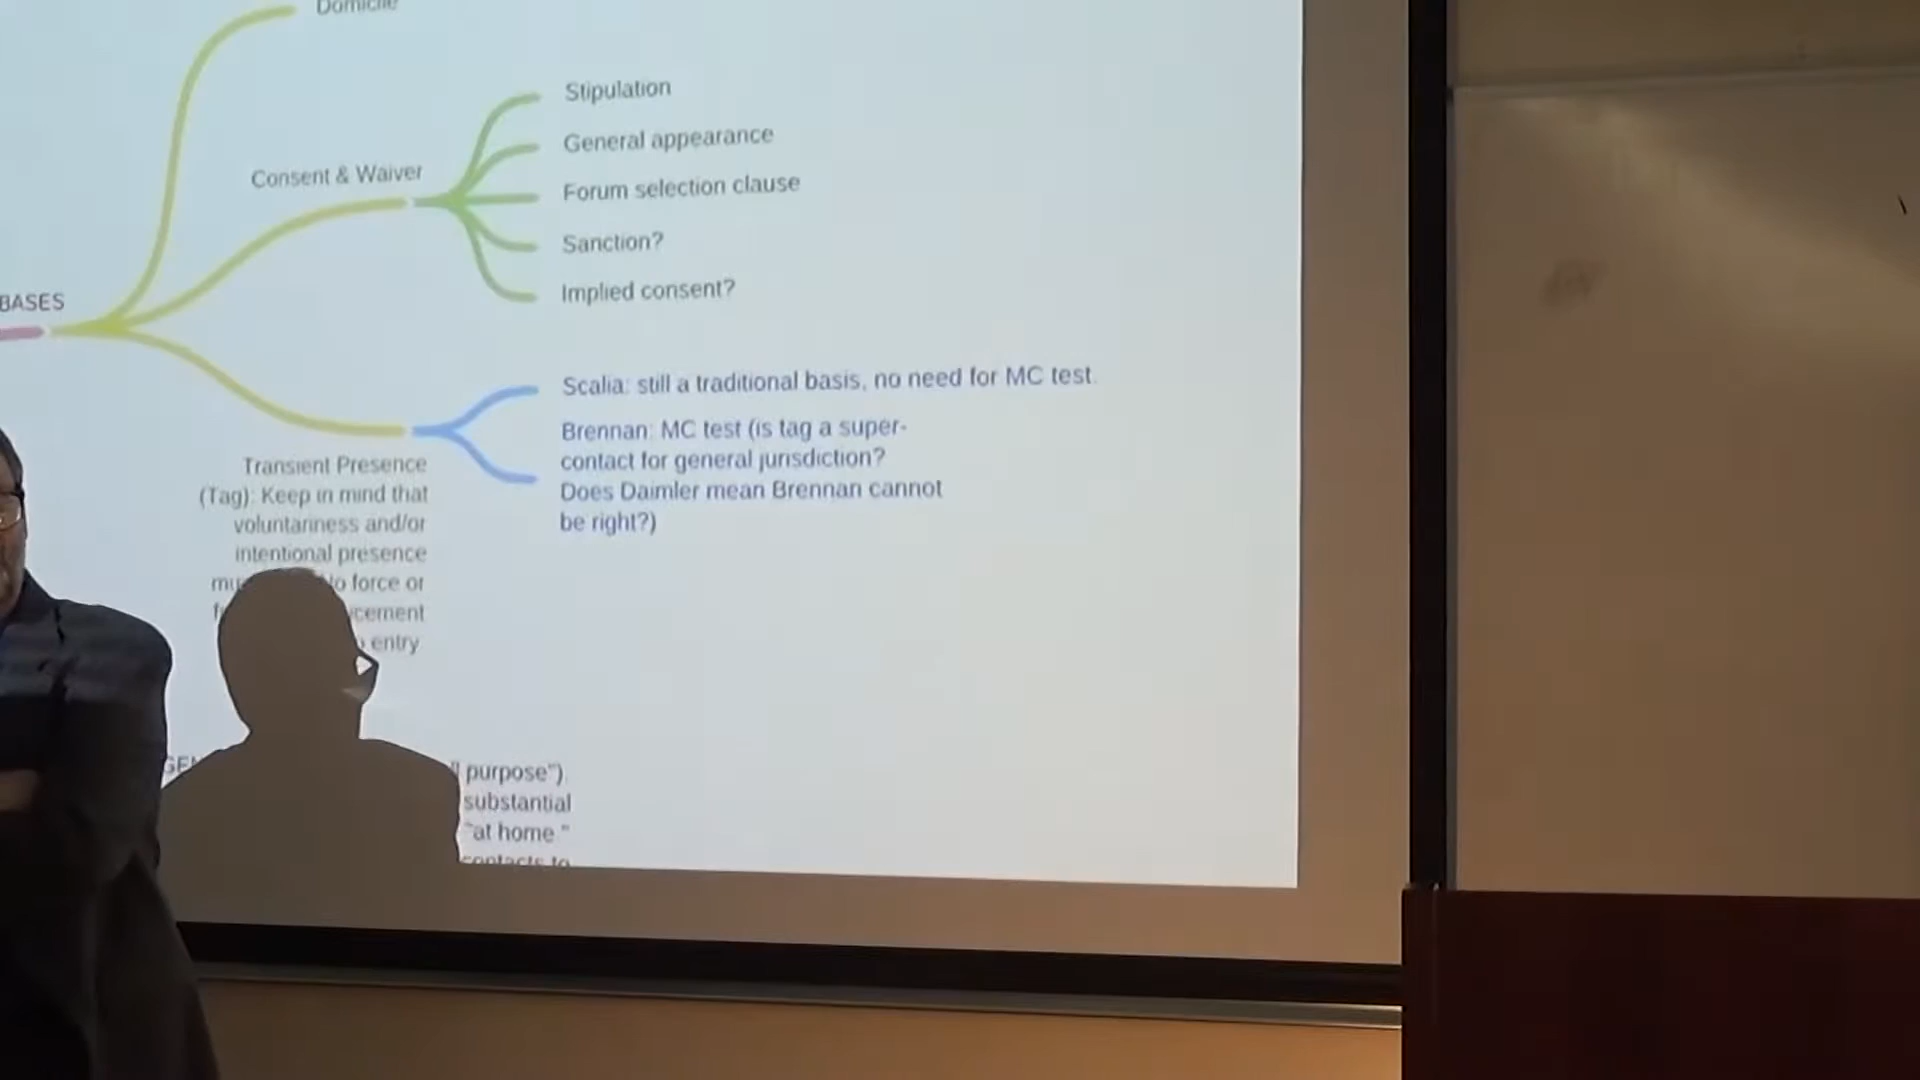 Domicile
Stipulation
General appearance
Consent & Waiver
Forum selection clause
Sanction?
Implied consent?
BASES
Scalia: still a traditional basis, no need for MC test.
Brennan: MC test (is tag a super-
contact for general jurisdiction?
Does Daimler mean Brennan cannot
be right?)
Transient Presence
(Tag): Keep in mind that
voluntariness and/or
intentional presence
force or
entry
purpose").
substantial
"at home."
contacts to